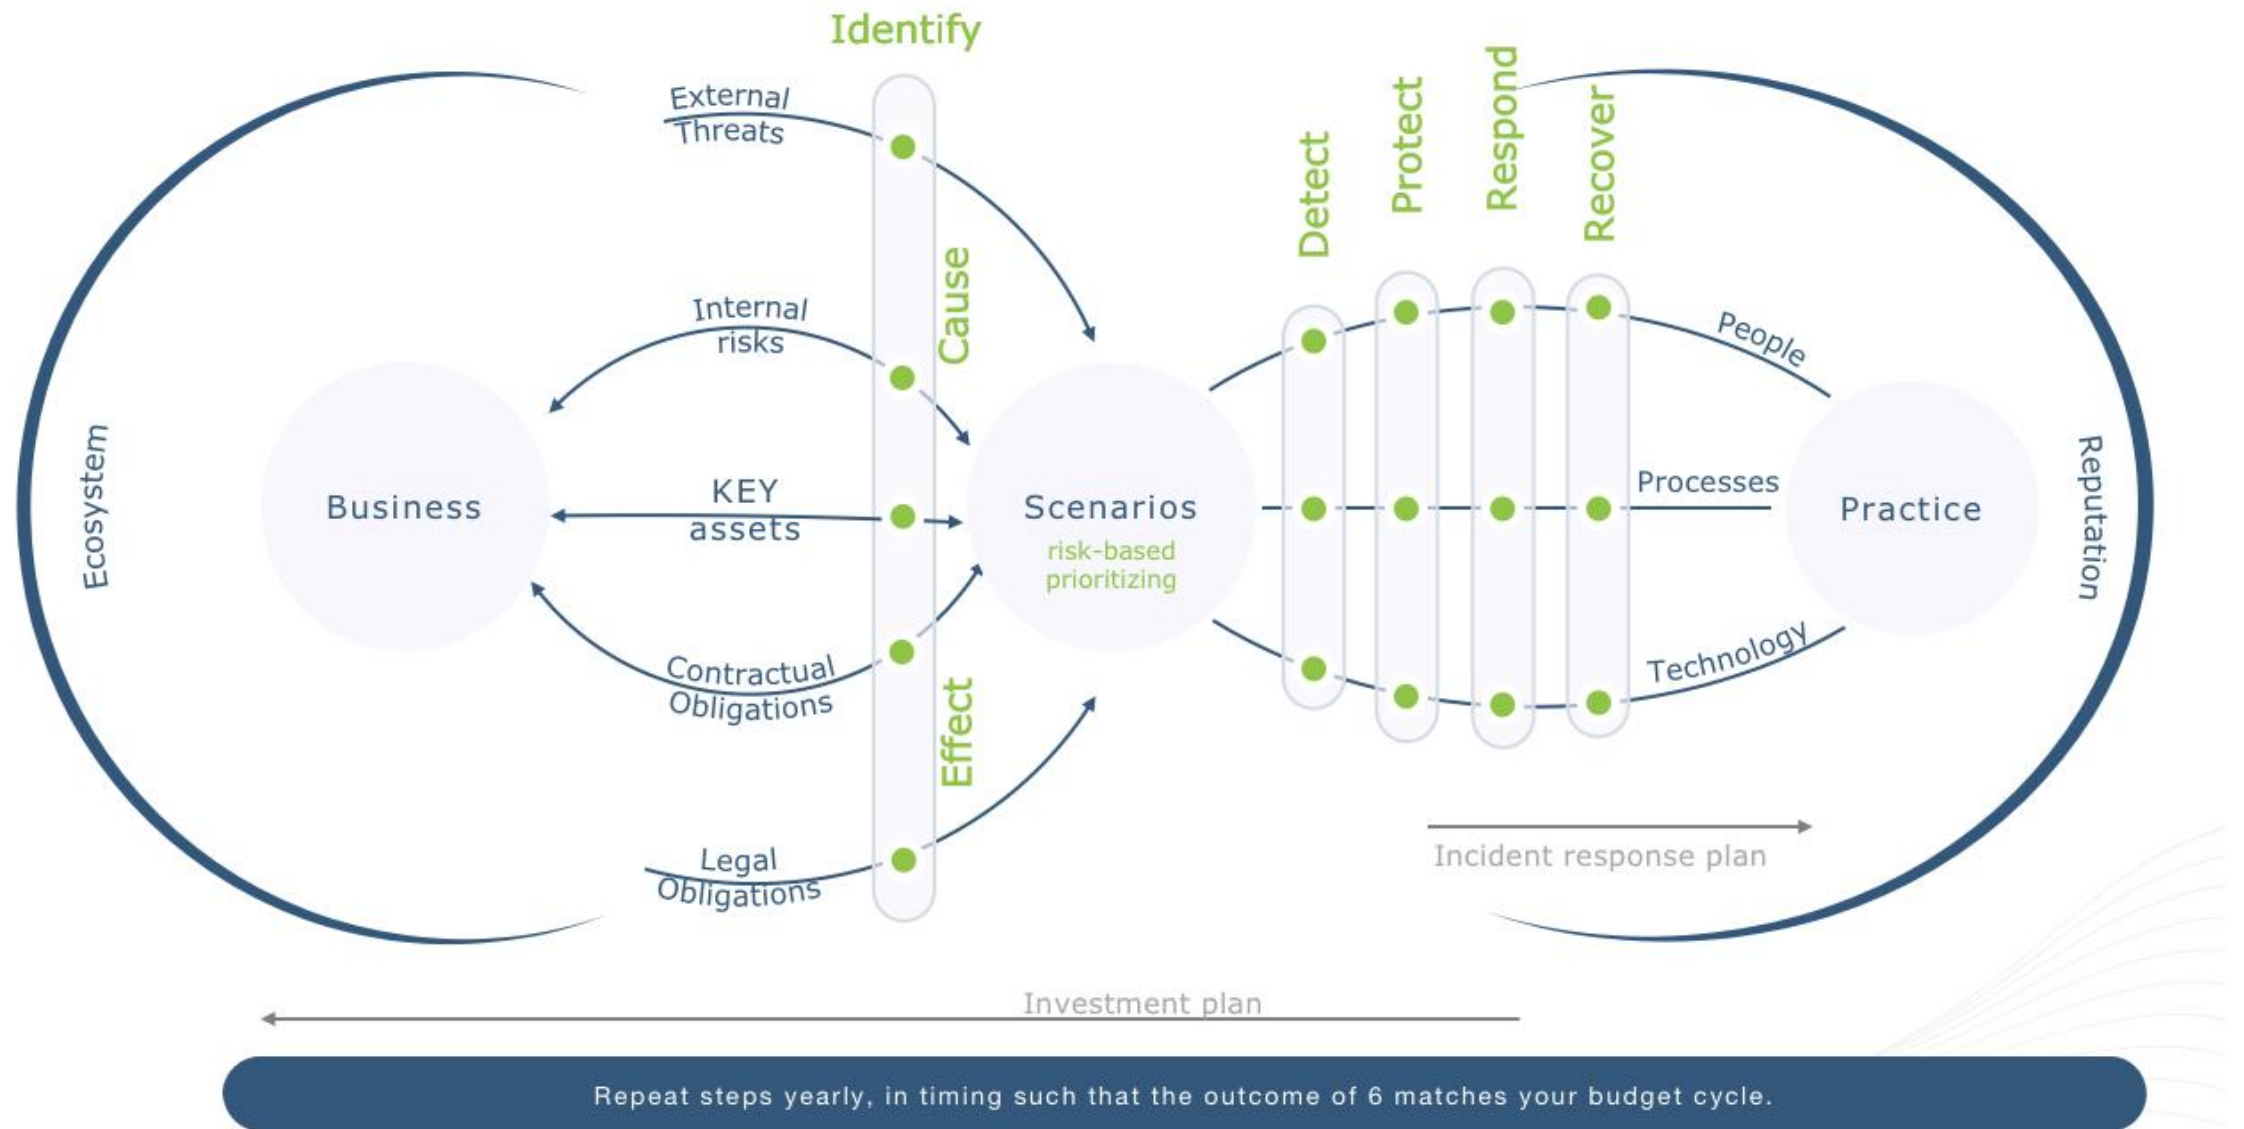 Identify
External
Threats
Internal
risks
KEY
assets
Contractual
Obligations
Legal
Obligations
Cause
Effect
Ecosystem
Business
Scenarios
risk-based
prioritizing
Detect
Protect
Respond
Recover
People
Processes
Technology
Practice
Reputation
Incident response plan
Investment plan
Repeat steps yearly, in timing such that the outcome of 6 matches your budget cycle.